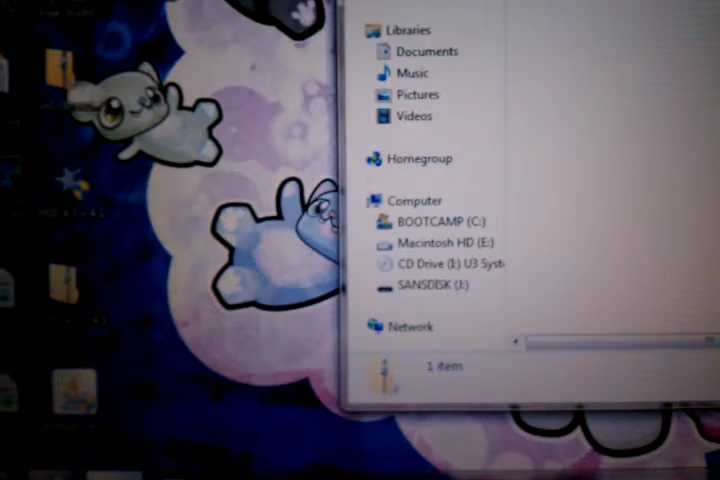 Libraries
Documents
Music
Pictures
Videos
Homegroup
Computer
BOOTCAMP (C:)
Macintosh HD (E:)
CD Drive (I:) U3 Syst
SANSDISK (J:)
Network
1 item